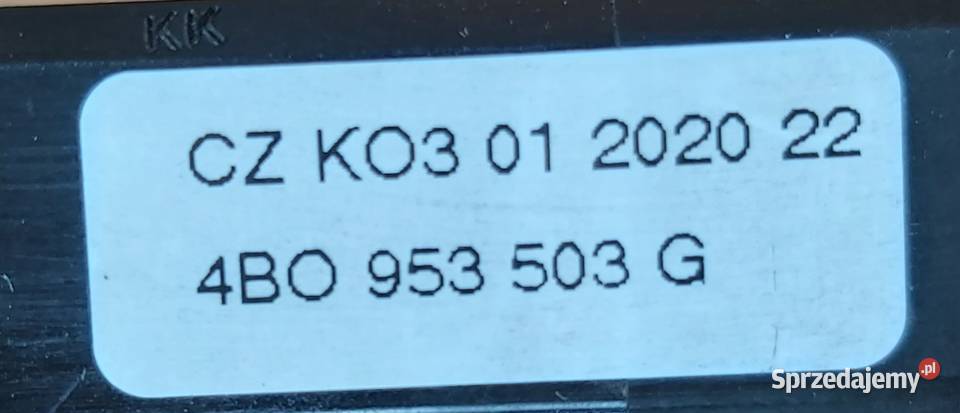 KK
CZ KO3 01 2020 22
4BO 953 503 G
Sprzedajemy.pl